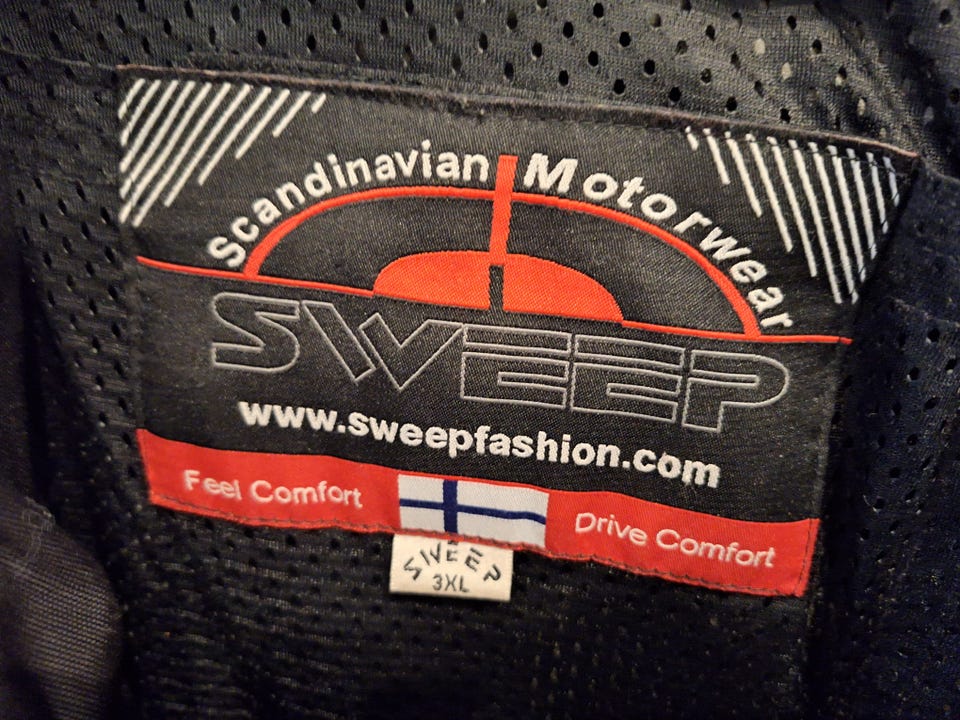 Scandinavian Motorwear
SWEEP
www.sweepfashion.com
Feel Comfort
Drive Comfort
SWEEP
3XL